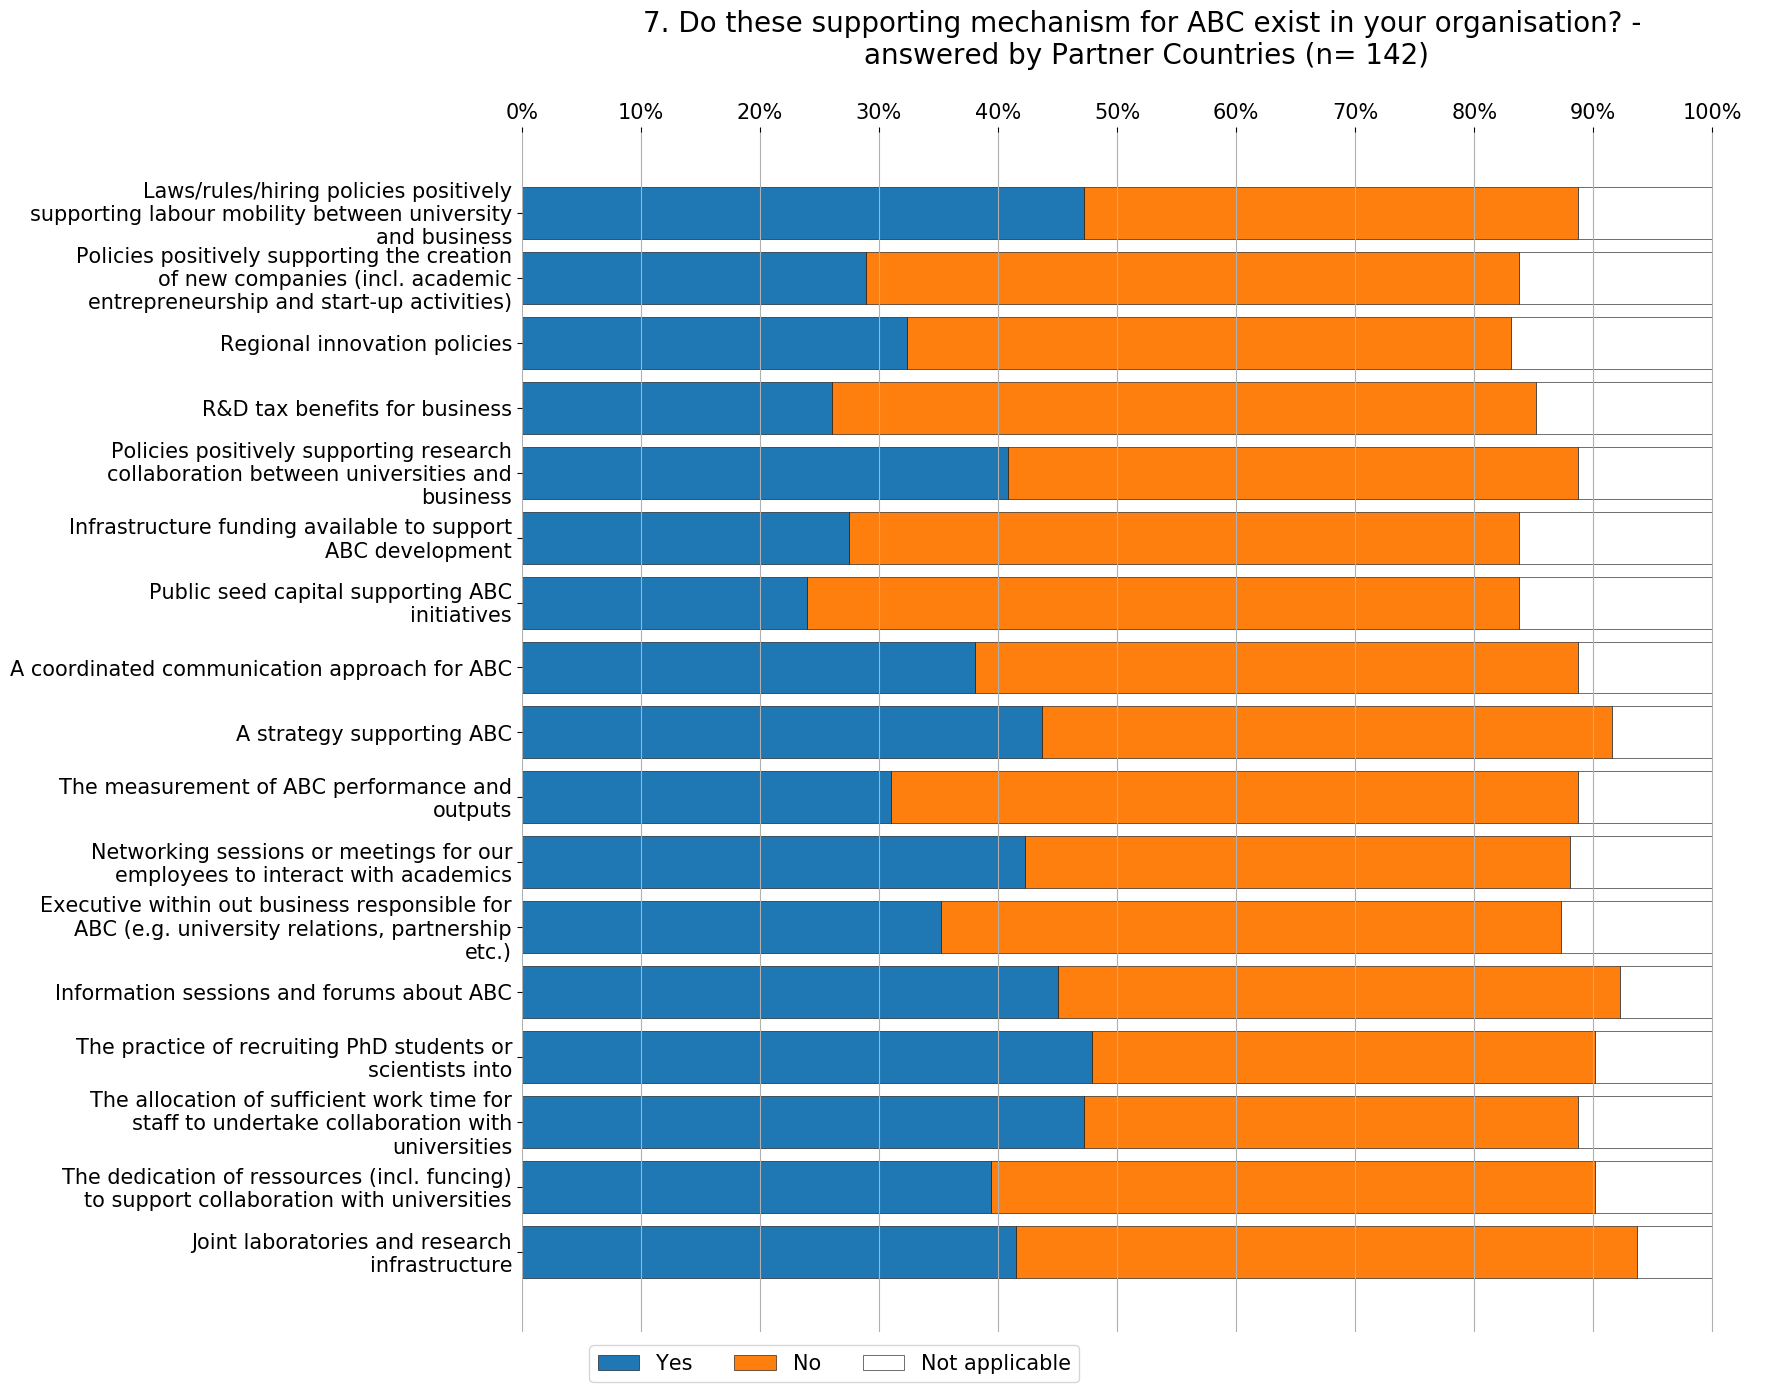 7. Do these supporting mechanism for ABC exist in your organisation? -
answered by Partner Countries (n= 142)
0% 10% 20% 30% 40% 50% 60% 70% 80% 90% 100%
Laws/rules/hiring policies positively
supporting labour mobility between university
and business
Policies positively supporting the creation
of new companies (incl. academic
entrepreneurship and start-up activities)
Regional innovation policies
R&D tax benefits for business
Policies positively supporting research
collaboration between universities and
business
Infrastructure funding available to support
ABC development
Public seed capital supporting ABC
initiatives
A coordinated communication approach for ABC
A strategy supporting ABC
The measurement of ABC performance and
outputs
Networking sessions or meetings for our
employees to interact with academics
Executive within out business responsible for
ABC (e.g. university relations, partnership
etc.)
Information sessions and forums about ABC
The practice of recruiting PhD students or
scientists into
The allocation of sufficient work time for
staff to undertake collaboration with
universities
The dedication of ressources (incl. funcing)
to support collaboration with universities
Joint laboratories and research
infrastructure
Yes No Not applicable